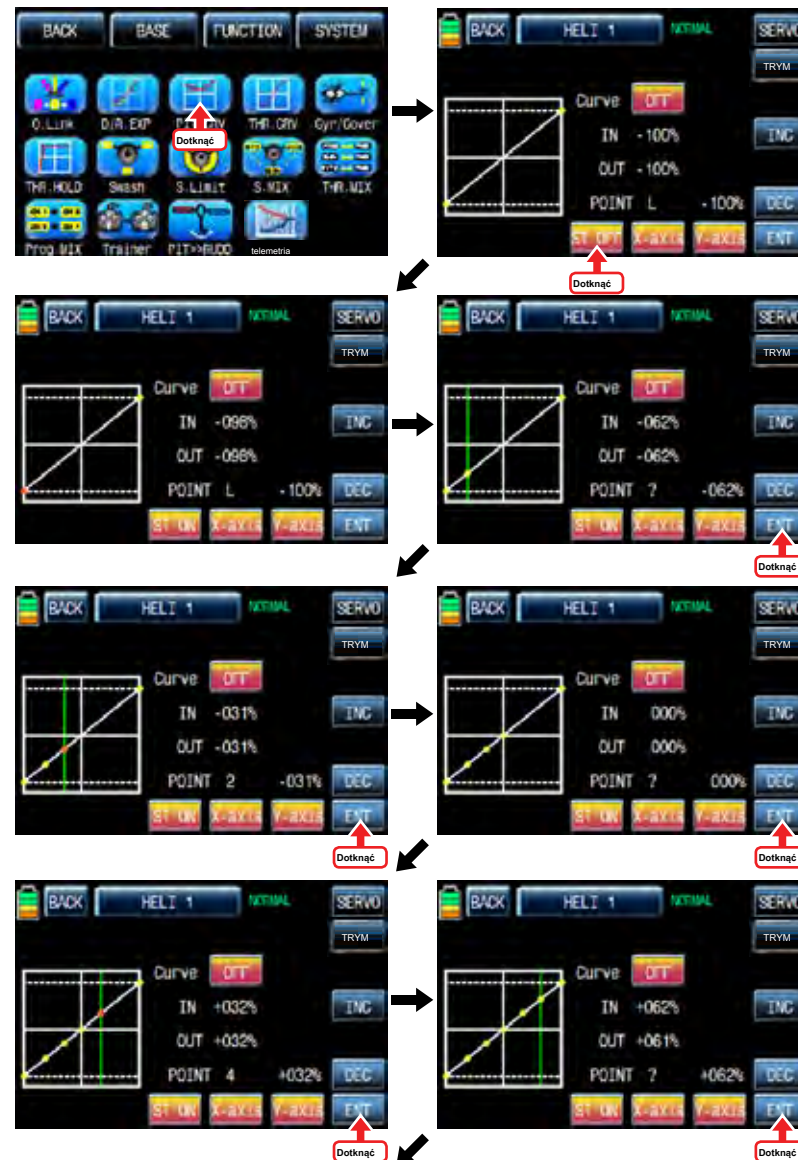 BACK BASE FUNCTION SYSTEM
D/R.EXP THR.CRV Gyr/Gover
Dotknąć
THR.HOLD Swash S.Limit S.MIX THR.MIX
Prog.MIX Trainer PIT>>RUDD telemetria
BACK HELI 1 NORMAL SERVO
TRYM
Curve OFF
IN -100%
INC
OUT -100%
POINT L -100% DEC
ST OFF X-axis Y-axis ENT
Dotknąć
BACK HELI 1 NORMAL SERVO
TRYM
Curve OFF
IN -098%
INC
OUT -098%
POINT L -100% DEC
ST ON X-axis Y-axis ENT
BACK HELI 1 NORMAL SERVO
TRYM
Curve OFF
IN -062%
INC
OUT -062%
POINT ? -062% DEC
ST ON X-axis Y-axis ENT
Dotknąć
BACK HELI 1 NORMAL SERVO
TRYM
Curve OFF
IN -031%
INC
OUT -031%
POINT 2 -031% DEC
ST ON X-axis Y-axis ENT
Dotknąć
BACK HELI 1 NORMAL SERVO
TRYM
Curve OFF
IN 000%
INC
OUT 000%
POINT ? 000% DEC
ST ON X-axis Y-axis ENT
Dotknąć
BACK HELI 1 NORMAL SERVO
TRYM
Curve OFF
IN +032%
INC
OUT +032%
POINT 4 +032% DEC
ST ON X-axis Y-axis ENT
Dotknąć
BACK HELI 1 NORMAL SERVO
TRYM
Curve OFF
IN +062%
INC
OUT +061%
POINT ? +062% DEC
ST ON X-axis Y-axis ENT
Dotknąć